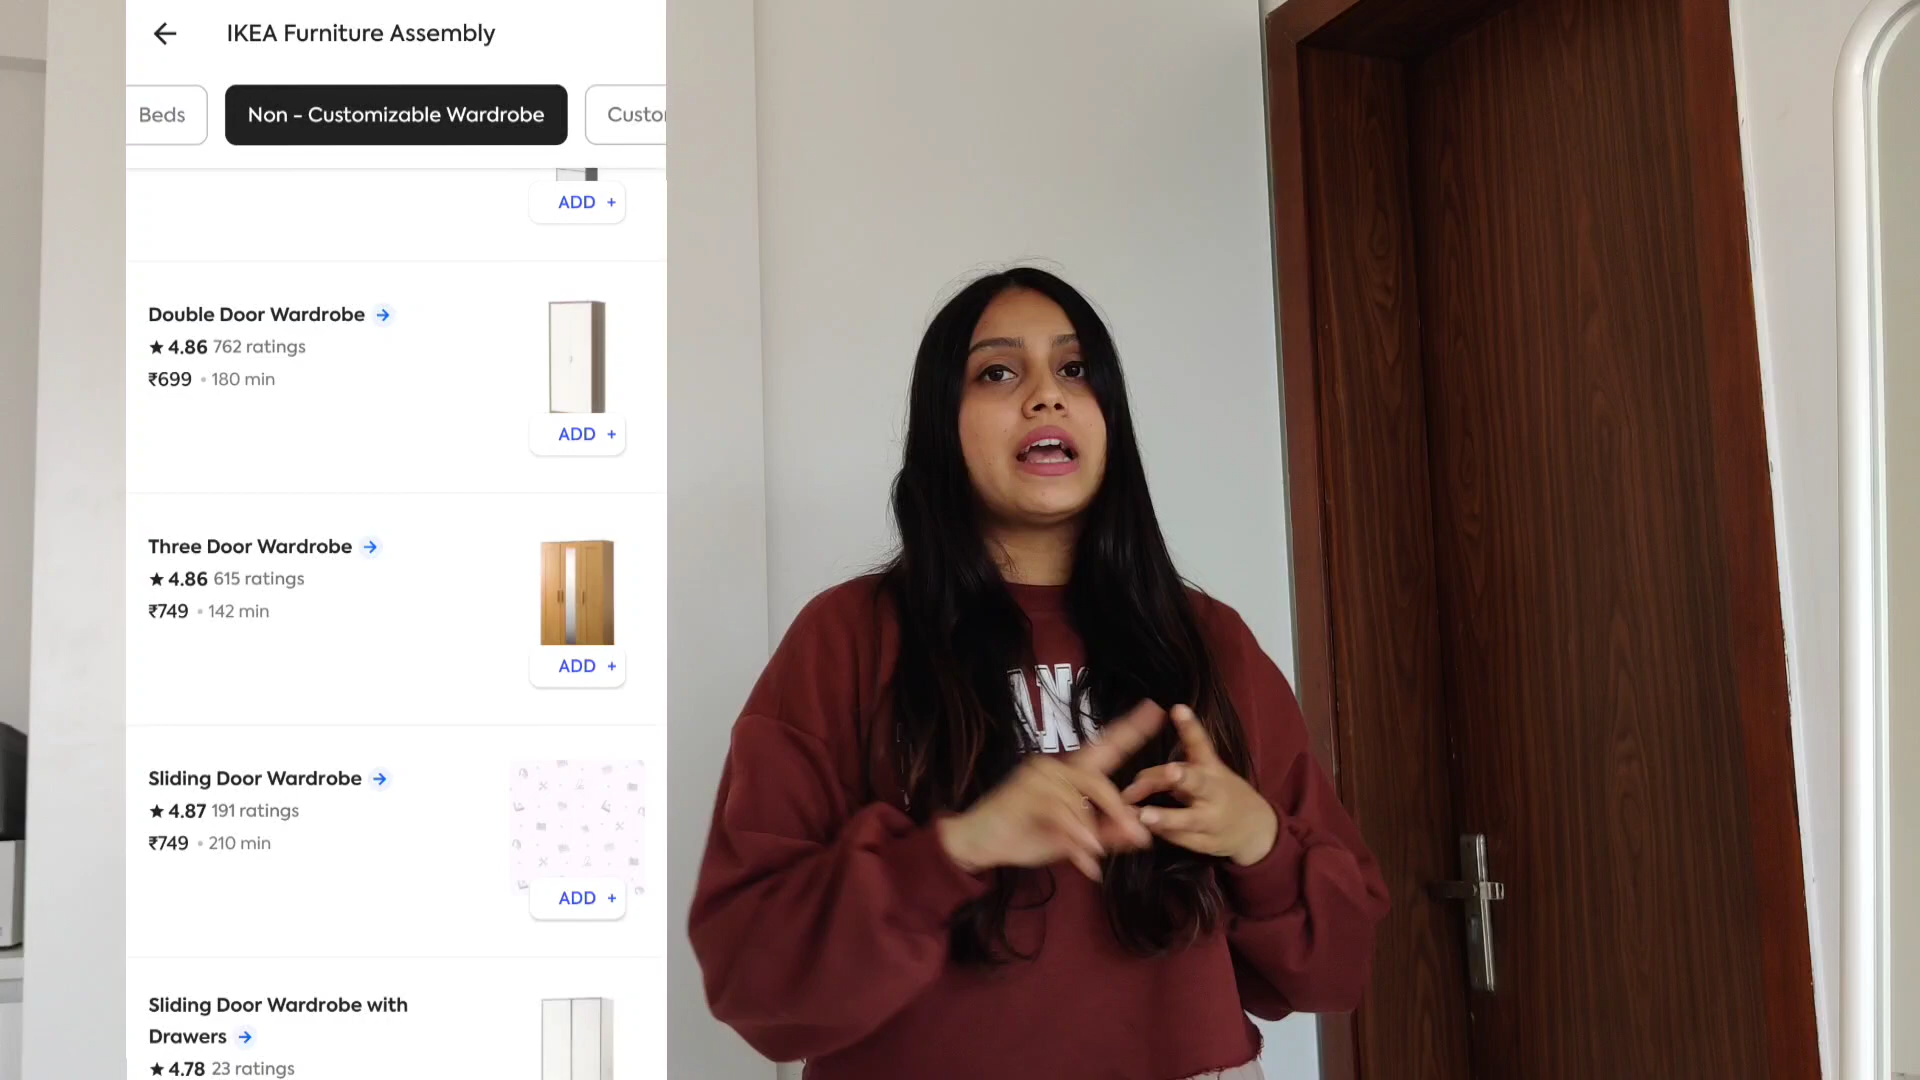 IKEA Furniture Assembly
Beds
Non - Customizable Wardrobe
ADD +
Double Door Wardrobe
4.86 762 ratings
₹699 • 180 min
ADD +
Three Door Wardrobe
4.86 615 ratings
₹749 • 142 min
ADD +
Sliding Door Wardrobe
4.87 191 ratings
₹749 • 210 min
ADD +
Sliding Door Wardrobe with
Drawers
4.78 23 ratings